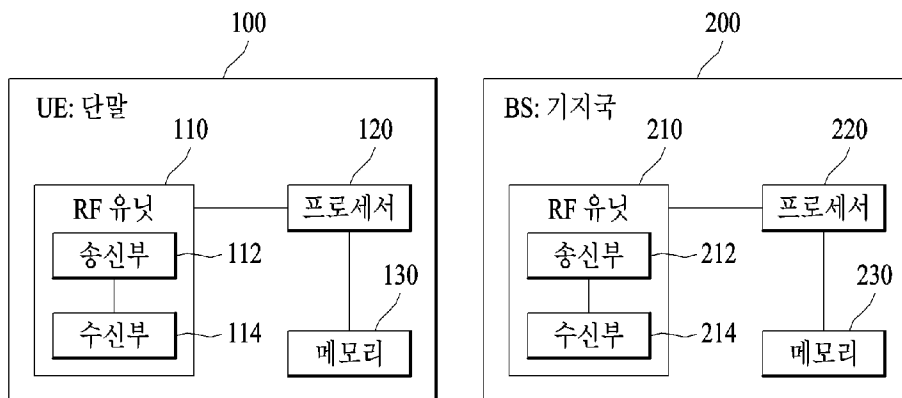 100
UE: 단말
110
120
RF 유닛
프로세서
송신부
112
130
수신부
114
메모리
200
BS: 기지국
210
220
RF 유닛
프로세서
송신부
212
230
수신부
214
메모리